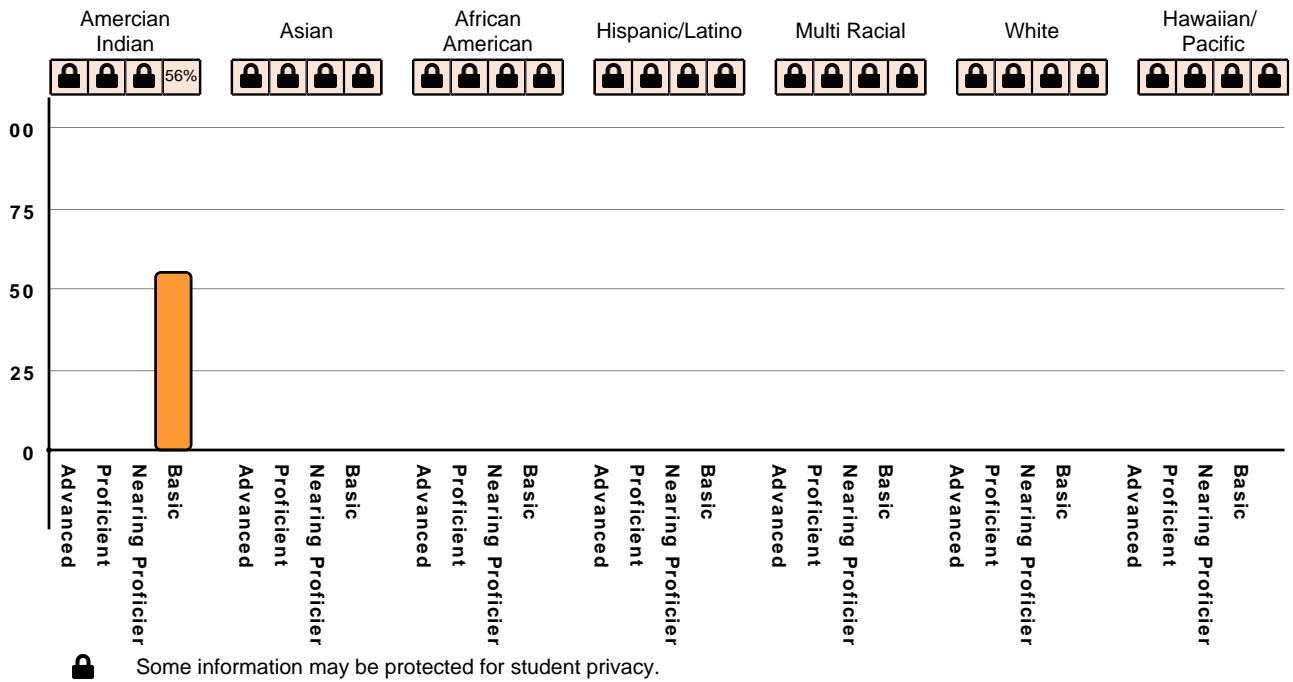 Amercian
Indian
Asian
African
American
Hispanic/Latino
Multi Racial
White
Hawaiian/
Pacific
56%
00
75
50
25
0
Advanced
Proficient
Nearing Proficier
Basic
Advanced
Proficient
Nearing Proficier
Basic
Advanced
Proficient
Nearing Proficier
Basic
Advanced
Proficient
Nearing Proficier
Basic
Advanced
Proficient
Nearing Proficier
Basic
Advanced
Proficient
Nearing Proficier
Basic
Advanced
Proficient
Nearing Proficier
Basic
Some information may be protected for student privacy.